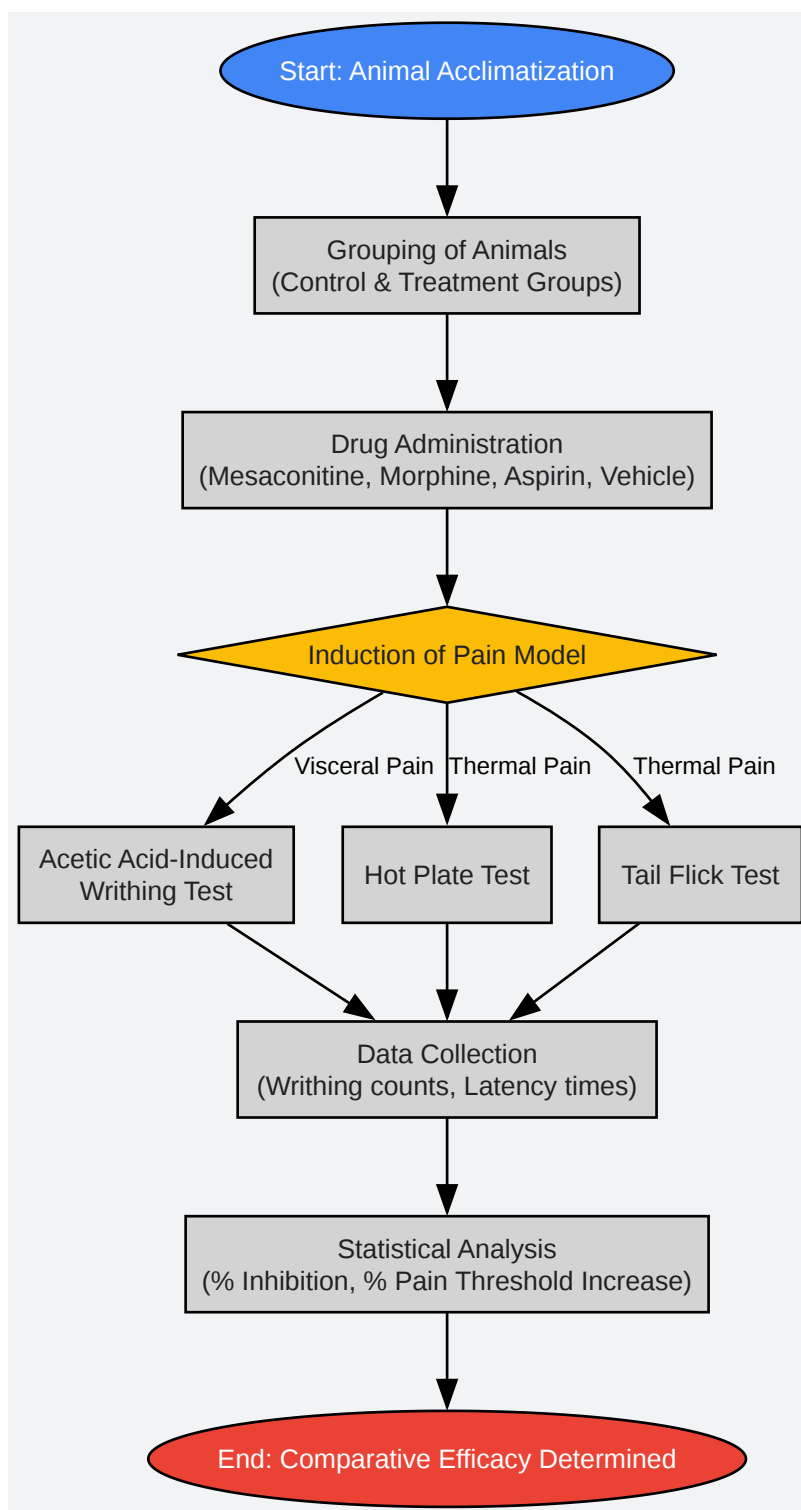 Start: Animal Acclimatization
Grouping of Animals
(Control & Treatment Groups)
Drug Administration
(Mesaconitine, Morphine, Aspirin, Vehicle)
Induction of Pain Model
Visceral Pain
Thermal Pain
Thermal Pain
Acetic Acid-Induced
Writhing Test
Hot Plate Test
Tail Flick Test
Data Collection
(Writhing counts, Latency times)
Statistical Analysis
(% Inhibition, % Pain Threshold Increase)
End: Comparative Efficacy Determined